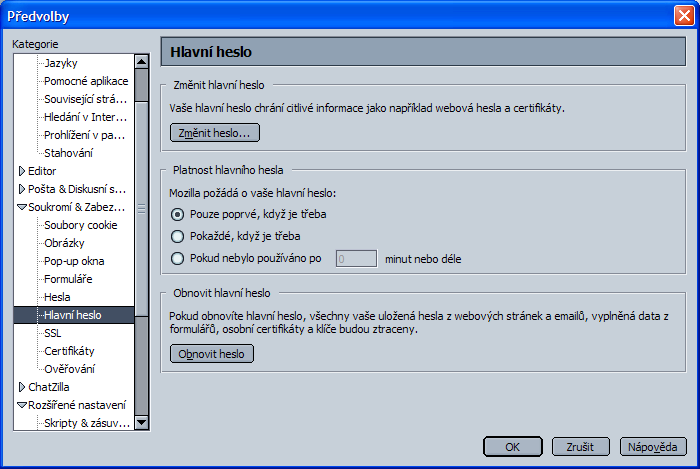 Předvolby
Kategorie
Jazyky
Pomocné aplikace
Související strá...
Hledání v Inter...
Prohlížení v pa...
Stahování
Editor
Pošta & Diskusní s...
Soukromí & Zabez...
Soubory cookie
Obrázky
Pop-up okna
Formuláře
Hesla
Hlavní heslo
SSL
Certifikáty
Ověřování
ChatZilla
Rozšířené nastavení
Skripty & zásuv...
Hlavní heslo
Změnit hlavní heslo
Vaše hlavní heslo chrání citlivé informace jako například webová hesla a certifikáty.
Změnit heslo...
Platnost hlavního hesla
Mozilla požádá o vaše hlavní heslo:
Pouze poprvé, když je třeba
Pokaždé, když je třeba
Pokud nebylo používáno po 0 minut nebo déle
Obnovit hlavní heslo
Pokud obnovíte hlavní heslo, všechny vaše uložená hesla z webových stránek a emailů, vyplněná data z
formulářů, osobní certifikáty a klíče budou ztraceny.
Obnovit heslo
OK
Zrušit
Nápověda